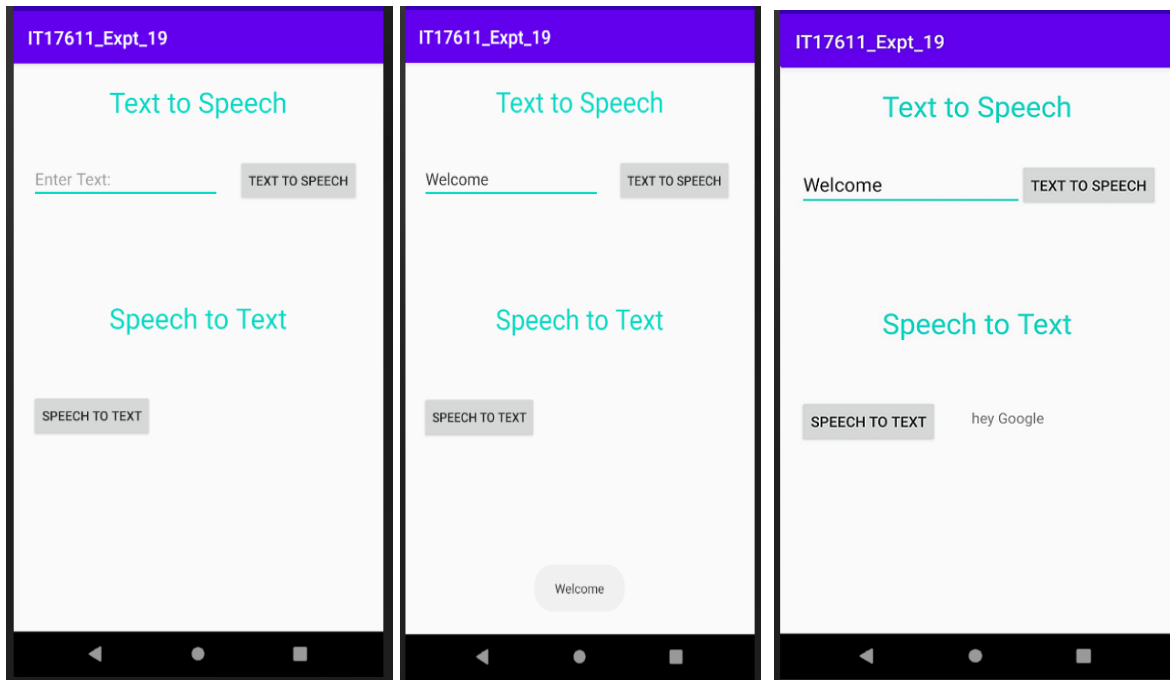 IT17611_Expt_19
Text to Speech
Enter Text:
TEXT TO SPEECH
Speech to Text
SPEECH TO TEXT
IT17611_Expt_19
Text to Speech
Welcome
TEXT TO SPEECH
Speech to Text
SPEECH TO TEXT
Welcome
IT17611_Expt_19
Text to Speech
Welcome
TEXT TO SPEECH
Speech to Text
SPEECH TO TEXT
hey Google